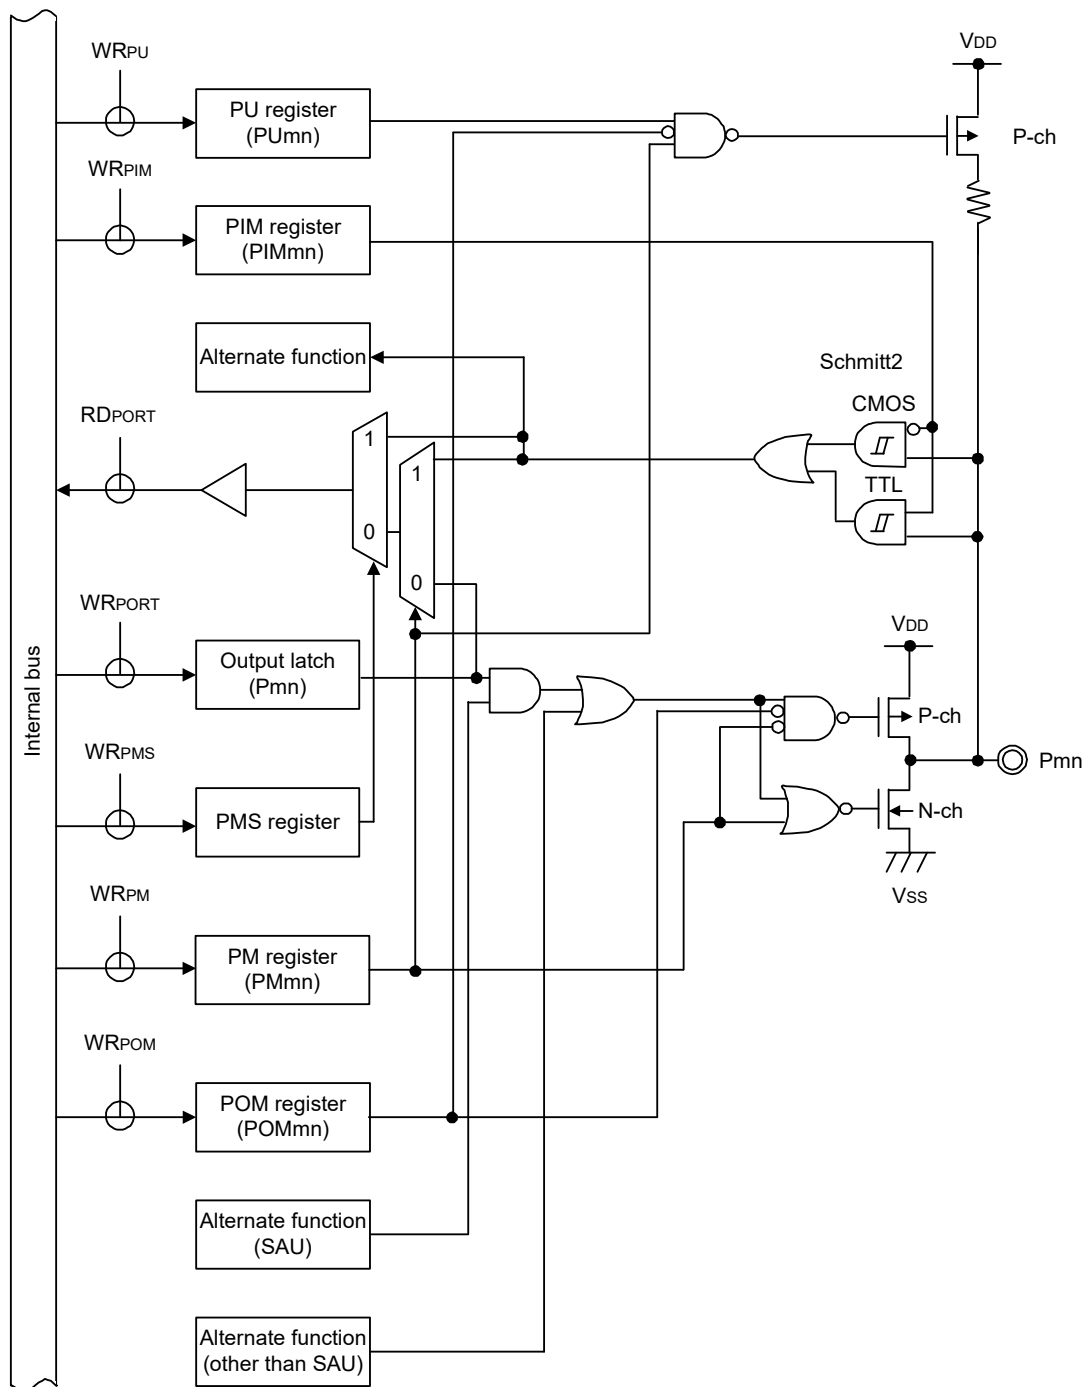 WRPU
PU register
(PUmn)
VDD
P-ch
WRPIM
PIM register
(PIMmn)
Alternate function
Schmitt2
CMOS
RDPORT
1
1
TTL
0
0
WRPORT
Output latch
(Pmn)
VDD
P-ch
Pmn
Internal bus
WRPMS
PMS register
N-ch
VSS
WRPM
PM register
(PMmn)
WRPOM
POM register
(POMmn)
Alternate function
(SAU)
Alternate function
(other than SAU)